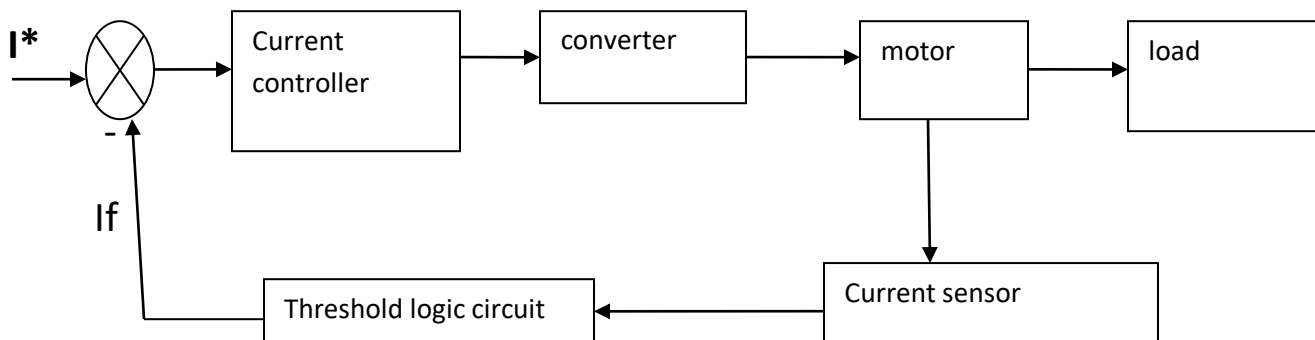 I*
Current
controller
converter
motor
load
-
If
Threshold logic circuit
Current sensor